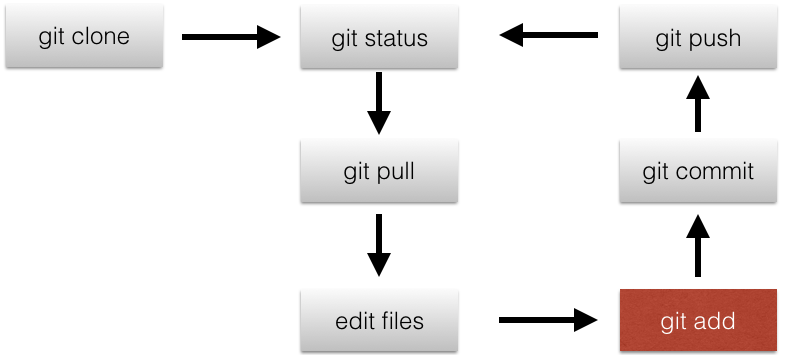 git clone
git status
git push
git pull
git commit
edit files
git add